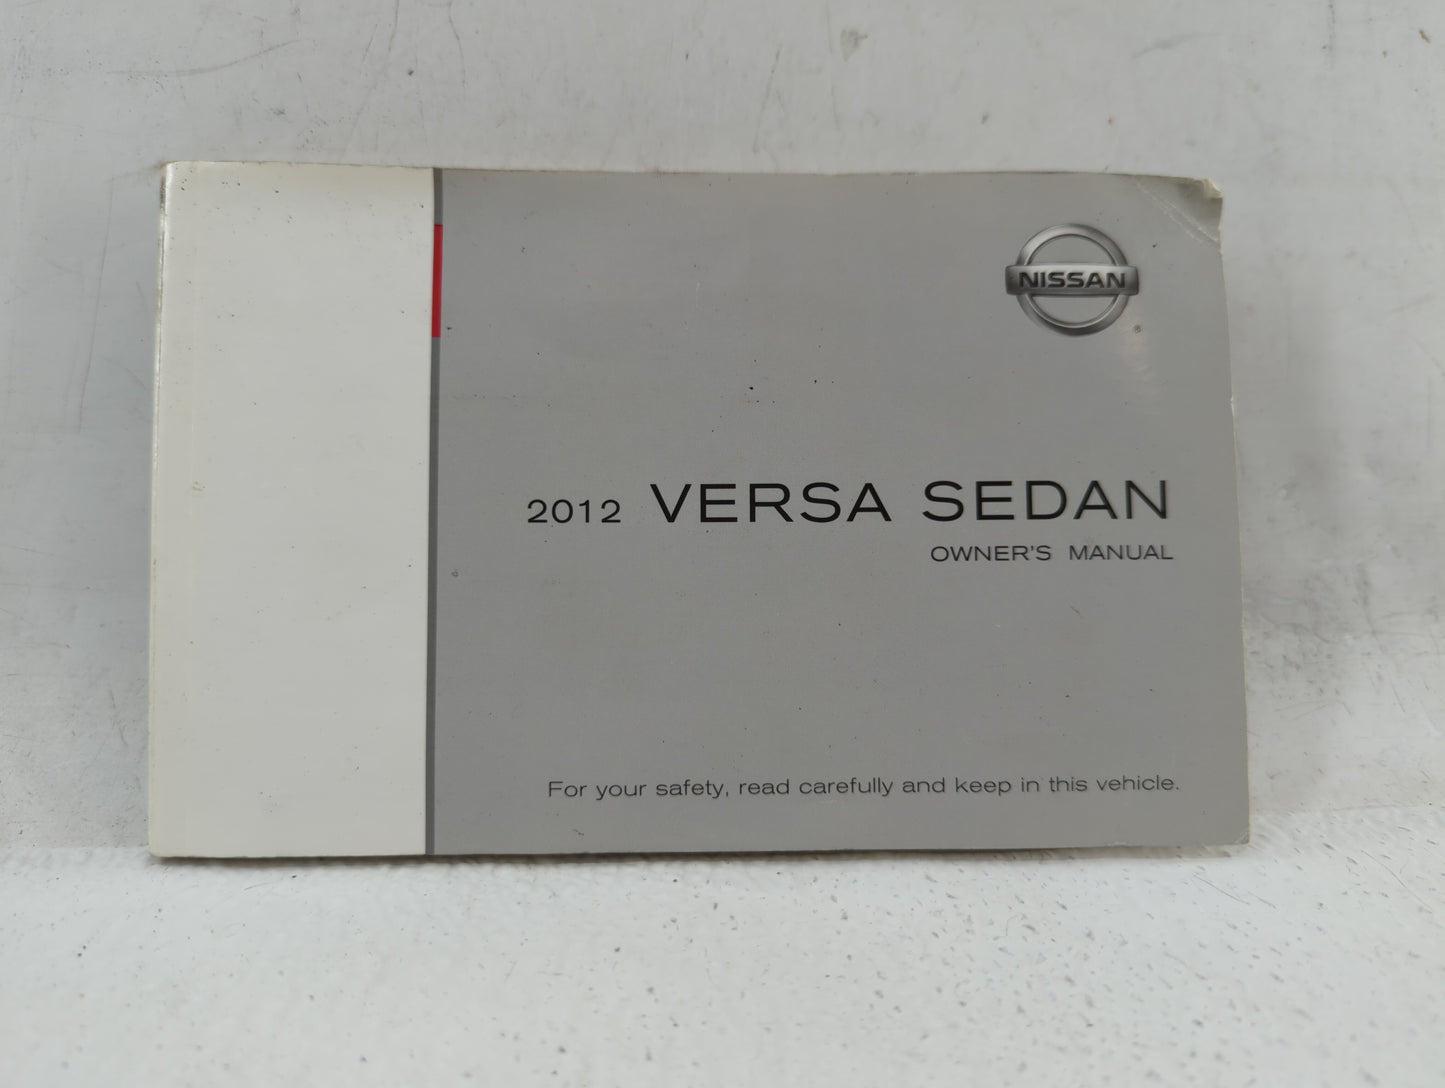 NISSAN
®
2012 VERSA SEDAN
OWNER'S MANUAL
For your safety, read carefully and keep in this vehicle.